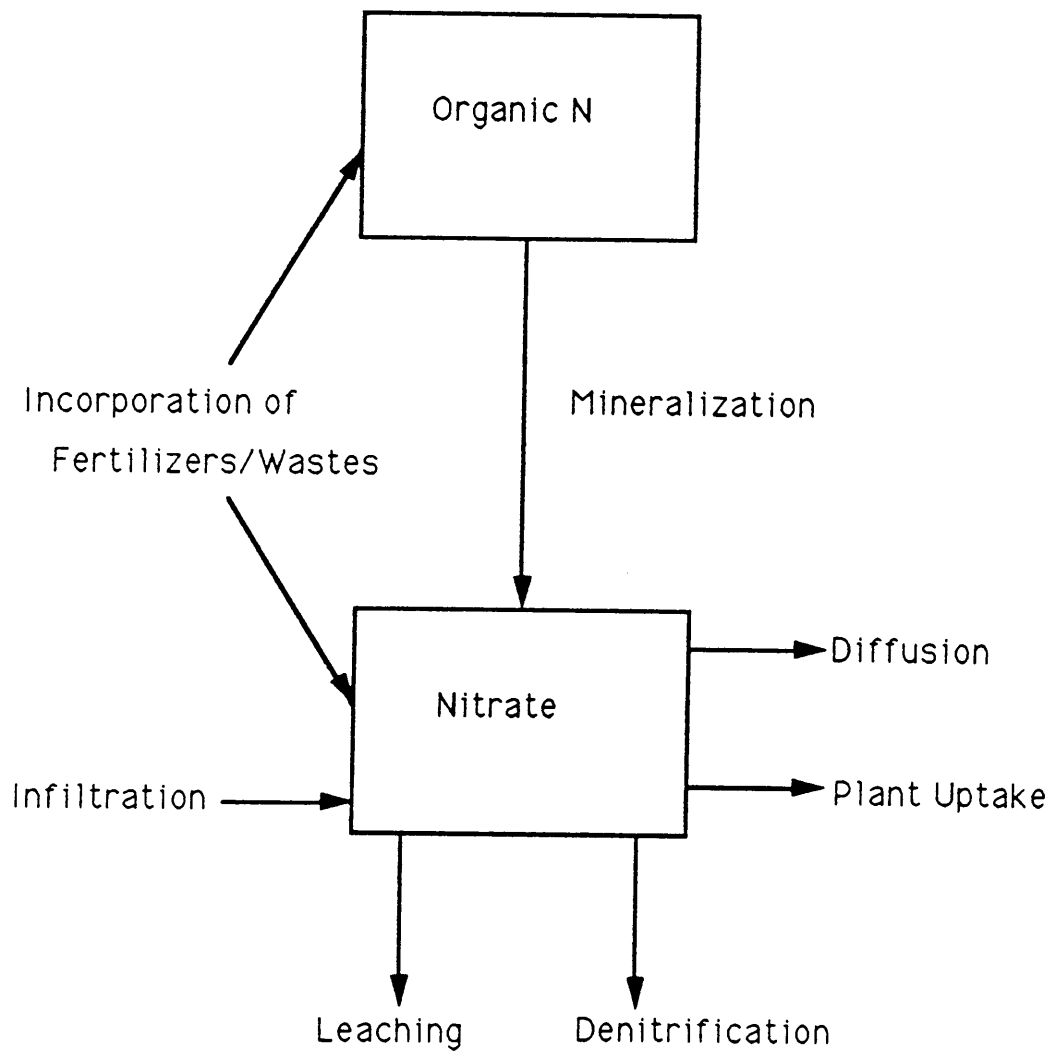 Organic N
Incorporation of
Fertilizers/Wastes
Mineralization
Nitrate
Diffusion
Infiltration
Plant Uptake
Leaching
Denitrification